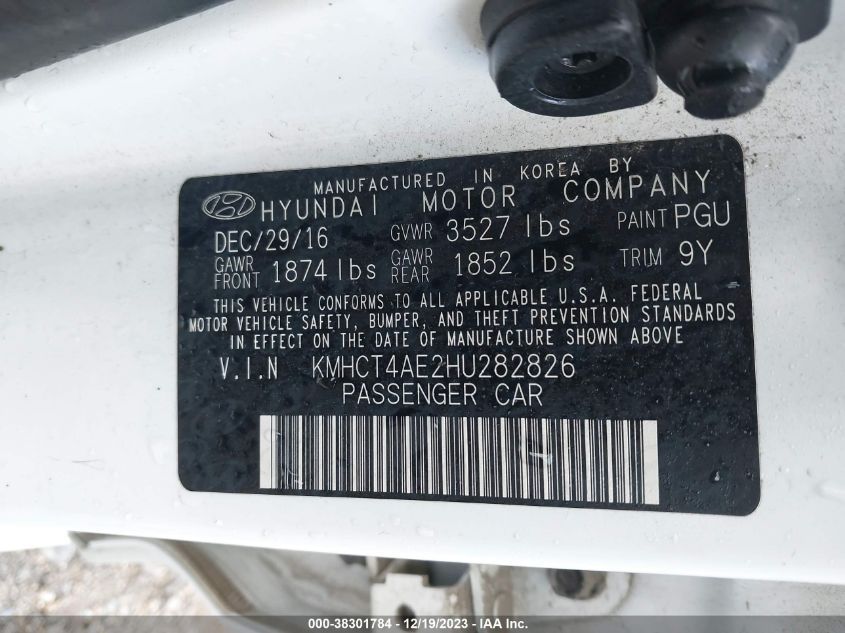 MANUFACTURED IN KOREA BY
HYUNDAI MOTOR COMPANY
DEC/29/16 GVWR 3527 lbs PAINT PGU
GAWR FRONT 1874 lbs GAWR REAR 1852 lbs TRIM 9Y
THIS VEHICLE CONFORMS TO ALL APPLICABLE U.S.A. FEDERAL
MOTOR VEHICLE SAFETY, BUMPER, AND THEFT PREVENTION STANDARDS
IN EFFECT ON THE DATE OF MANUFACTURE SHOWN ABOVE
V.I.N KMHCT4AE2HU282826
PASSENGER CAR
000-38301784 - 12/19/2023 - IAA Inc.